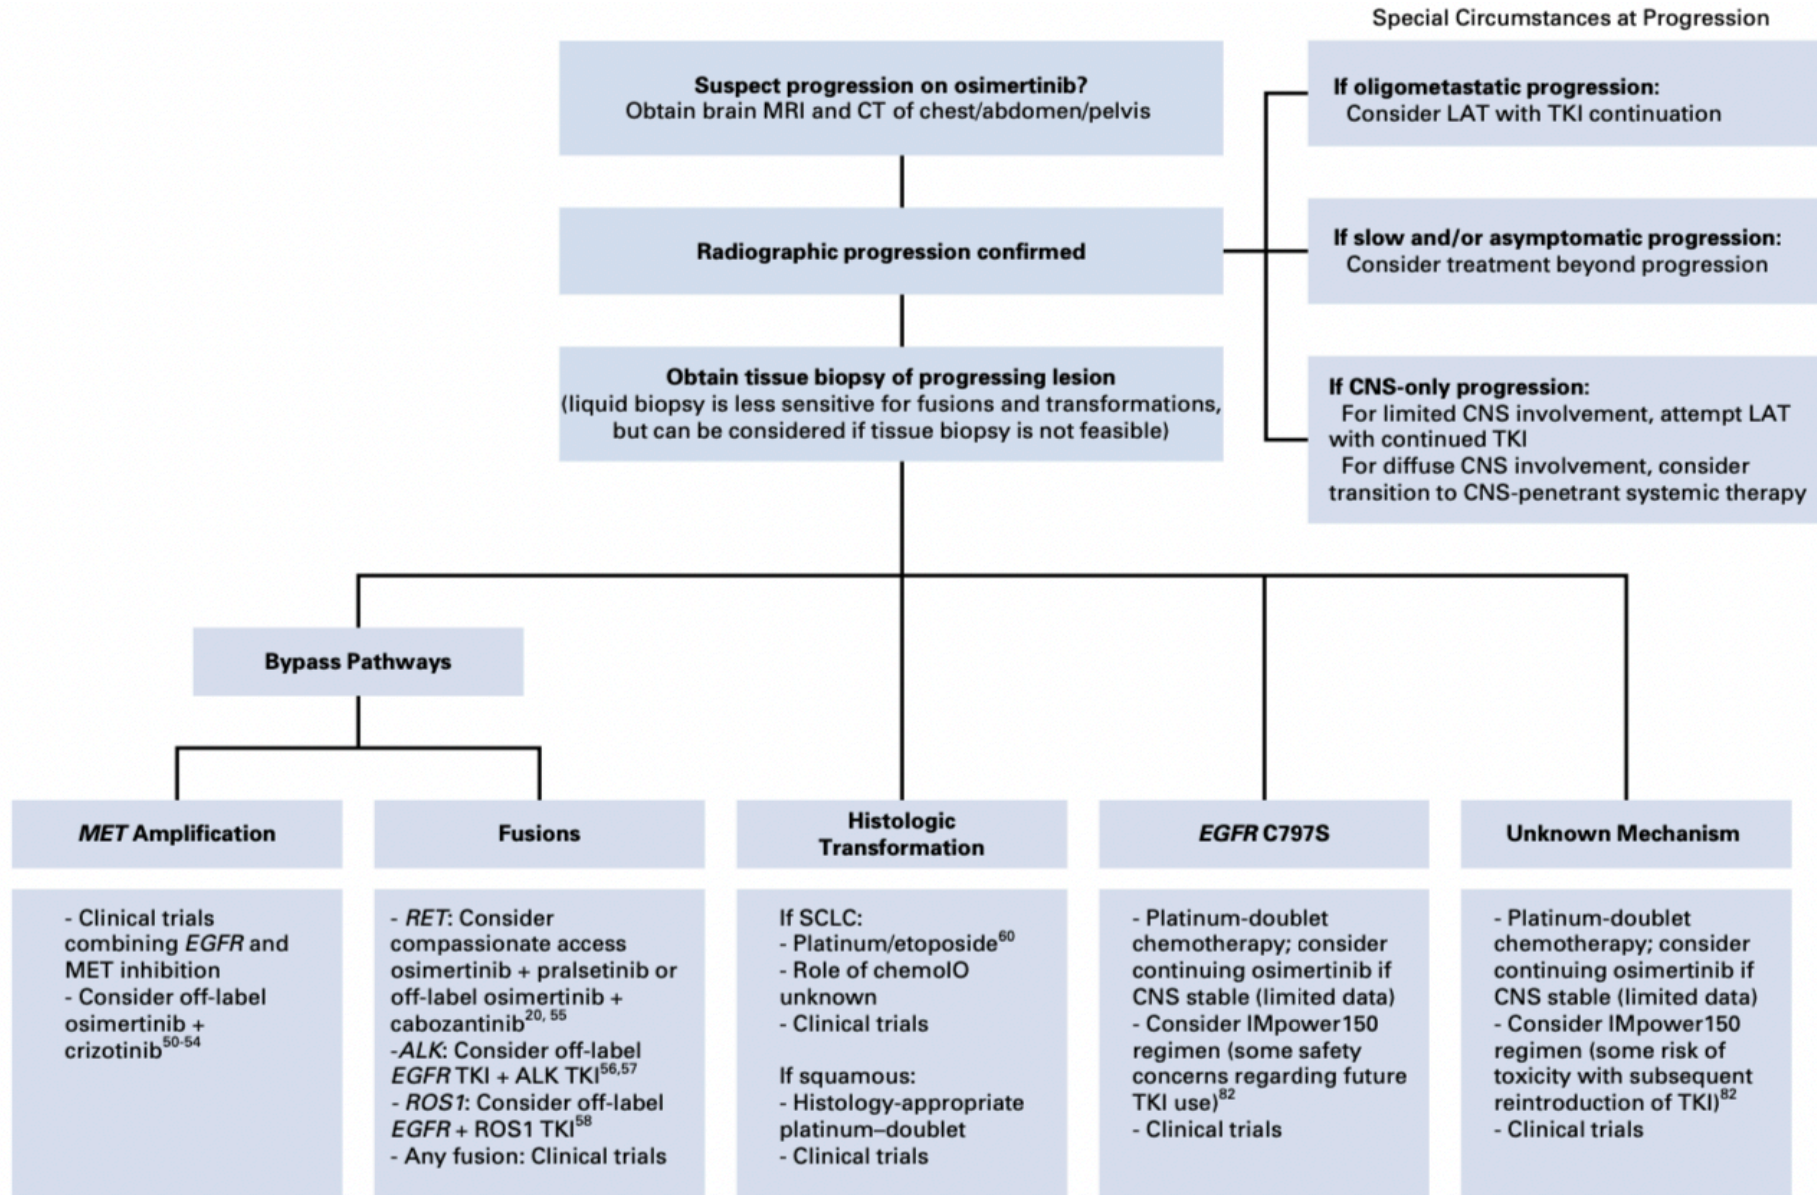 Special Circumstances at Progression
Suspect progression on osimertinib?
Obtain brain MRI and CT of chest/abdomen/pelvis
If oligometastatic progression:
Consider LAT with TKI continuation
Radiographic progression confirmed
If slow and/or asymptomatic progression:
Consider treatment beyond progression
Obtain tissue biopsy of progressing lesion
(liquid biopsy is less sensitive for fusions and transformations,
but can be considered if tissue biopsy is not feasible)
If CNS-only progression:
For limited CNS involvement, attempt LAT
with continued TKI
For diffuse CNS involvement, consider
transition to CNS-penetrant systemic therapy
Bypass Pathways
MET Amplification
- Clinical trials
combining EGFR and
MET inhibition
- Consider off-label
osimertinib +
crizotinib50-54
Fusions
- RET: Consider
compassionate access
osimertinib + pralsetinib or
off-label osimertinib +
cabozantinib20, 55
-ALK: Consider off-label
EGFR TKI + ALK TKI56,57
- ROS1: Consider off-label
EGFR + ROS1 TKI58
- Any fusion: Clinical trials
Histologic
Transformation
If SCLC:
- Platinum/etoposide60
- Role of chemoIO
unknown
- Clinical trials
If squamous:
- Histology-appropriate
platinum–doublet
- Clinical trials
EGFR C797S
- Platinum-doublet
chemotherapy; consider
continuing osimertinib if
CNS stable (limited data)
- Consider IMpower150
regimen (some safety
concerns regarding future
TKI use)82
- Clinical trials
Unknown Mechanism
- Platinum-doublet
chemotherapy; consider
continuing osimertinib if
CNS stable (limited data)
- Consider IMpower150
regimen (some risk of
toxicity with subsequent
reintroduction of TKI)82
- Clinical trials